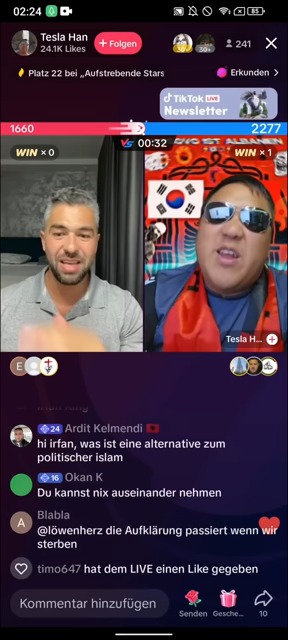 02:24
85
Tesla Han
24.1K Likes
+ Folgen
30+
241
Platz 22 bei „Aufstrebende Stars
Erkunden >
TikTok LIVE
Newsletter
1660
2277
WIN × 0
VS 00:32
WIN × 1
Tesla H...
E
24 Ardit Kelmendi
hi irfan, was ist eine alternative zum
politischer islam
16 Okan K
Du kannst nix auseinander nehmen
A
Blabla
@löwenherz die Aufklärung passiert wenn wir
sterben
timo647 hat dem LIVE einen Like gegeben
Kommentar hinzufügen
Senden
Gesche...
10